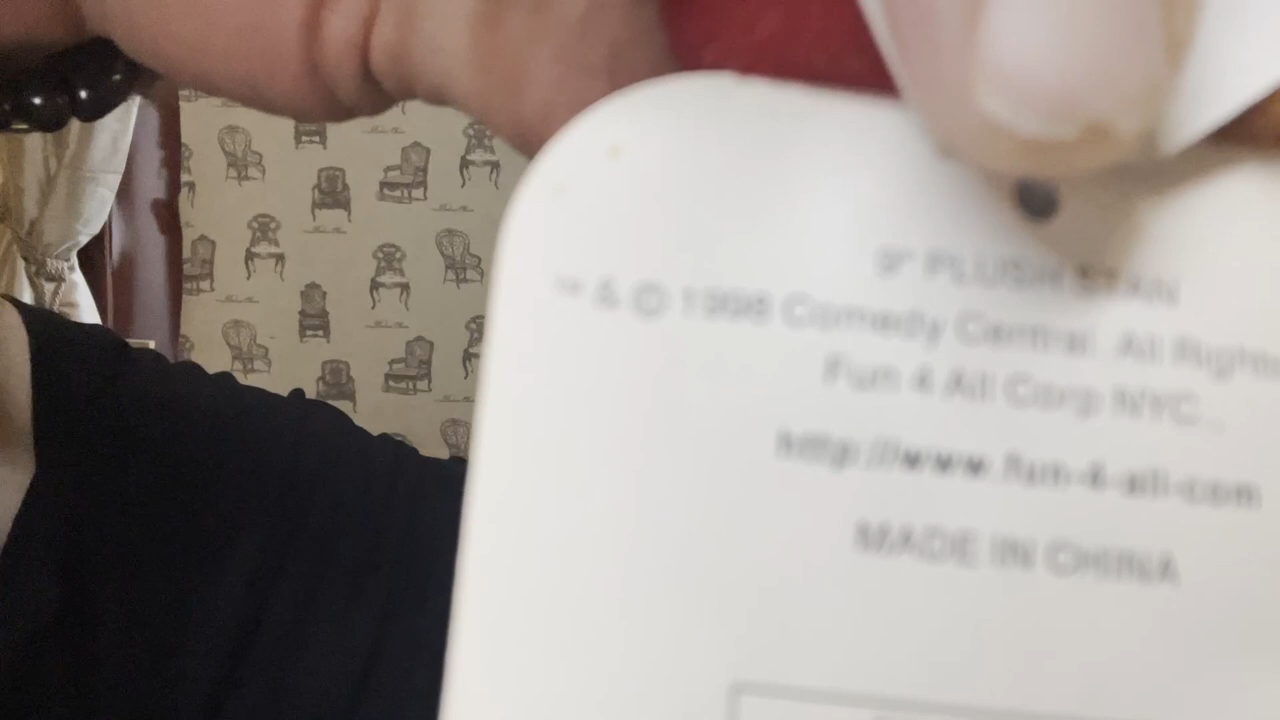 9" PLUSH STAN
™ & © 1998 Comedy Central. All Rights
Fun 4 All Corp NYC.
http://www.fun-4-all-com
MADE IN CHINA